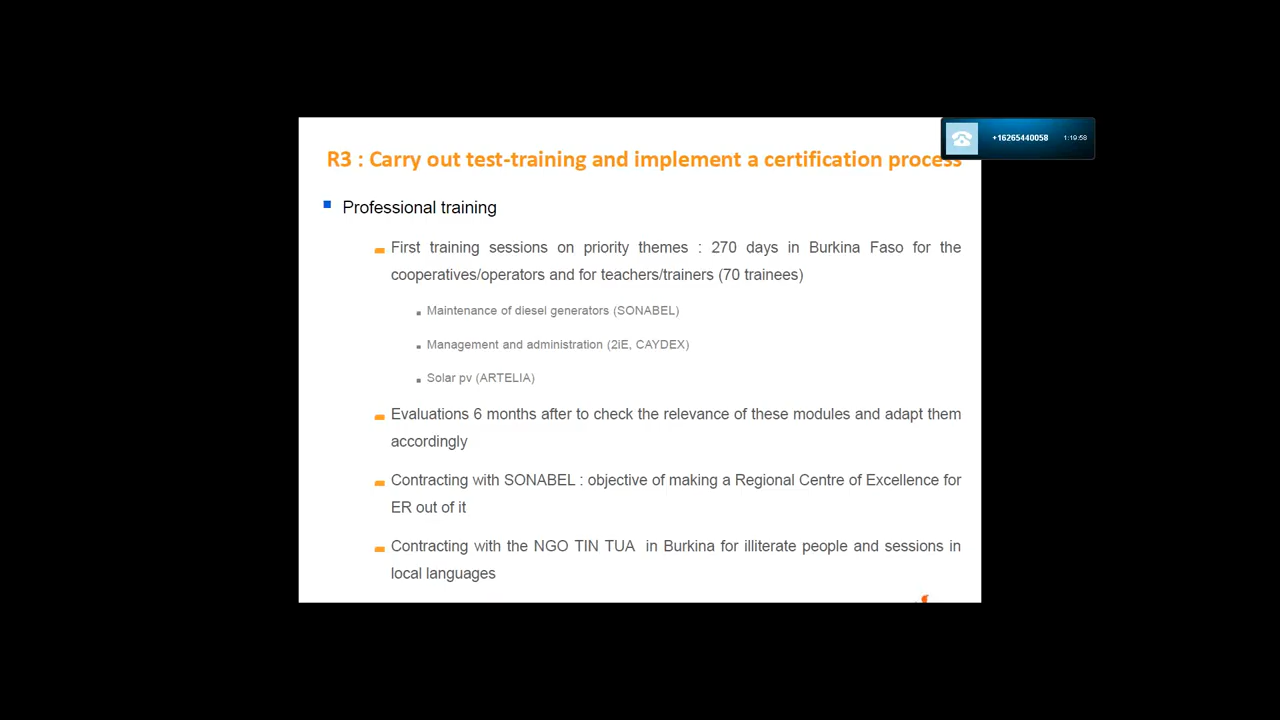 R3 : Carry out test-training and implement a certification process
+16265440058 1:19:58
Professional training
First training sessions on priority themes : 270 days in Burkina Faso for the
cooperatives/operators and for teachers/trainers (70 trainees)
Maintenance of diesel generators (SONABEL)
Management and administration (2iE, CAYDEX)
Solar pv (ARTELIA)
Evaluations 6 months after to check the relevance of these modules and adapt them
accordingly
Contracting with SONABEL : objective of making a Regional Centre of Excellence for
ER out of it
Contracting with the NGO TIN TUA in Burkina for illiterate people and sessions in
local languages